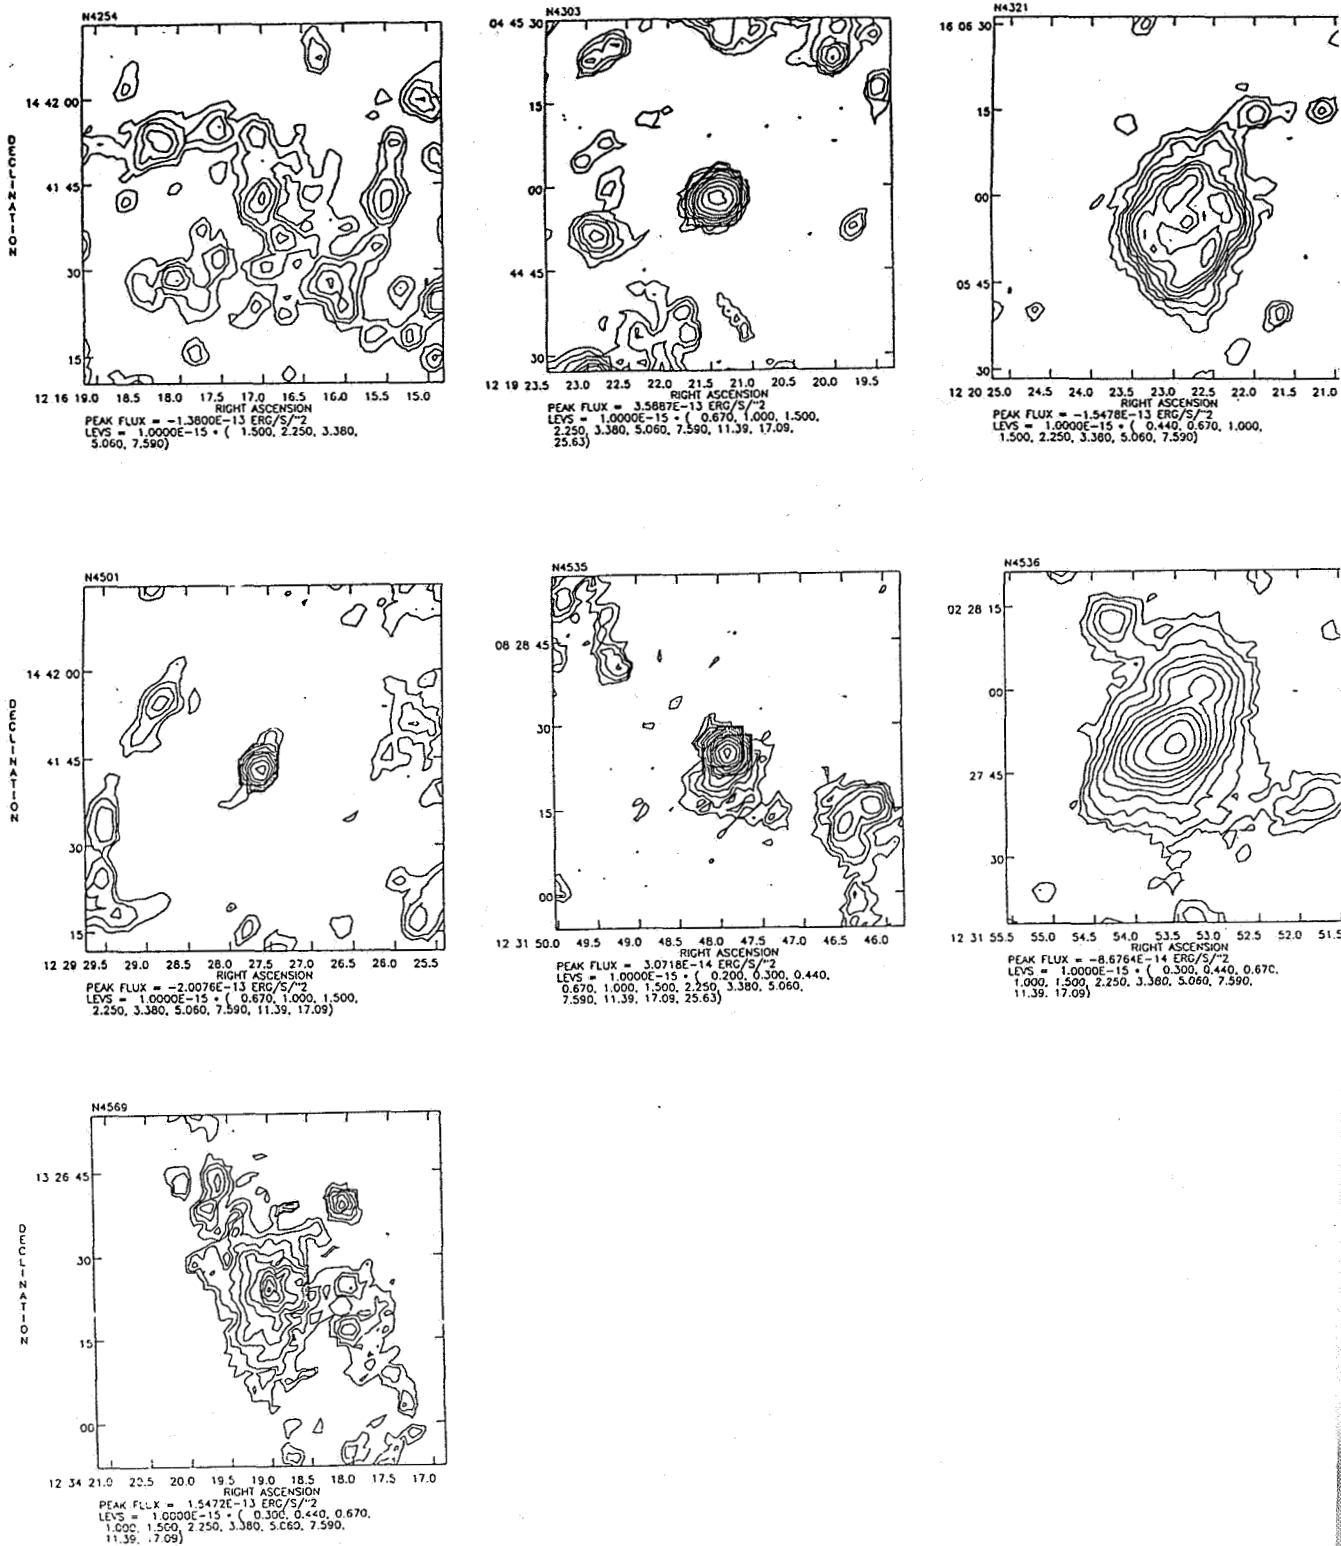 N4254
14 42 00
41 45
30
15
DECLINATION
12 16 19.0 18.5 18.0 17.5 17.0 16.5 16.0 15.5 15.0
RIGHT ASCENSION
PEAK FLUX = -1.3800E-13 ERG/S/"2
LEVS = 1.0000E-15 * ( 1.500, 2.250, 3.380,
5.060, 7.590)
N4303
04 45 30
15
00
44 45
30
12 19 23.5 23.0 22.5 22.0 21.5 21.0 20.5 20.0 19.5
RIGHT ASCENSION
PEAK FLUX = 3.5887E-13 ERG/S/"2
LEVS = 1.0000E-15 * ( 0.670, 1.000, 1.500,
2.250, 3.380, 5.060, 7.590, 11.39, 17.09,
25.63)
N4321
16 06 30
15
00
05 45
30
12 20 25.0 24.5 24.0 23.5 23.0 22.5 22.0 21.5 21.0
RIGHT ASCENSION
PEAK FLUX = -1.5478E-13 ERG/S/"2
LEVS = 1.0000E-15 * ( 0.440, 0.670, 1.000,
1.500, 2.250, 3.380, 5.060, 7.590)
N4501
14 42 00
41 45
30
15
DECLINATION
12 29 29.5 29.0 28.5 28.0 27.5 27.0 26.5 26.0 25.5
RIGHT ASCENSION
PEAK FLUX = -2.0076E-13 ERG/S/"2
LEVS = 1.0000E-15 * ( 0.670, 1.000, 1.500,
2.250, 3.380, 5.060, 7.590, 11.39, 17.09)
N4535
08 28 45
30
15
00
12 31 50.0 49.5 49.0 48.5 48.0 47.5 47.0 46.5 46.0
RIGHT ASCENSION
PEAK FLUX = 3.0718E-14 ERG/S/"2
LEVS = 1.0000E-15 * ( 0.200, 0.300, 0.440,
0.670, 1.000, 1.500, 2.250, 3.380, 5.060,
7.590, 11.39, 17.09, 25.63)
N4536
02 28 15
00
27 45
30
12 31 55.5 55.0 54.5 54.0 53.5 53.0 52.5 52.0 51.5
RIGHT ASCENSION
PEAK FLUX = -8.6764E-14 ERG/S/"2
LEVS = 1.0000E-15 * ( 0.300, 0.440, 0.670,
1.000, 1.500, 2.250, 3.380, 5.060, 7.590,
11.39, 17.09)
N4569
13 26 45
30
15
00
DECLINATION
12 34 21.0 20.5 20.0 19.5 19.0 18.5 18.0 17.5 17.0
RIGHT ASCENSION
PEAK FLUX = 1.5472E-13 ERG/S/"2
LEVS = 1.0000E-15 * ( 0.300, 0.440, 0.670,
1.000, 1.500, 2.250, 3.380, 5.060, 7.590,
11.39, 17.09)